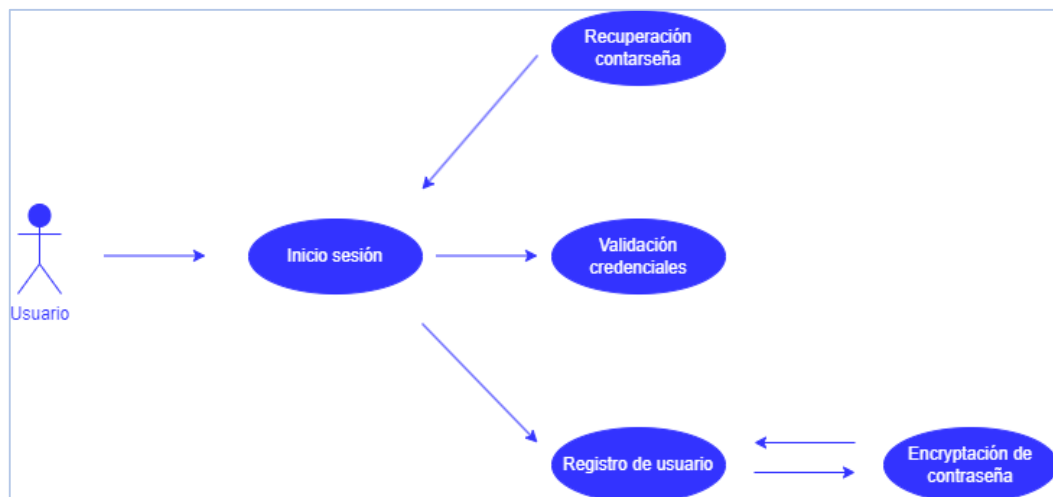 Recuperación
contarseña
Inicio sesión
Validación
credenciales
Usuario
Registro de usuario
Encryptación de
contraseña